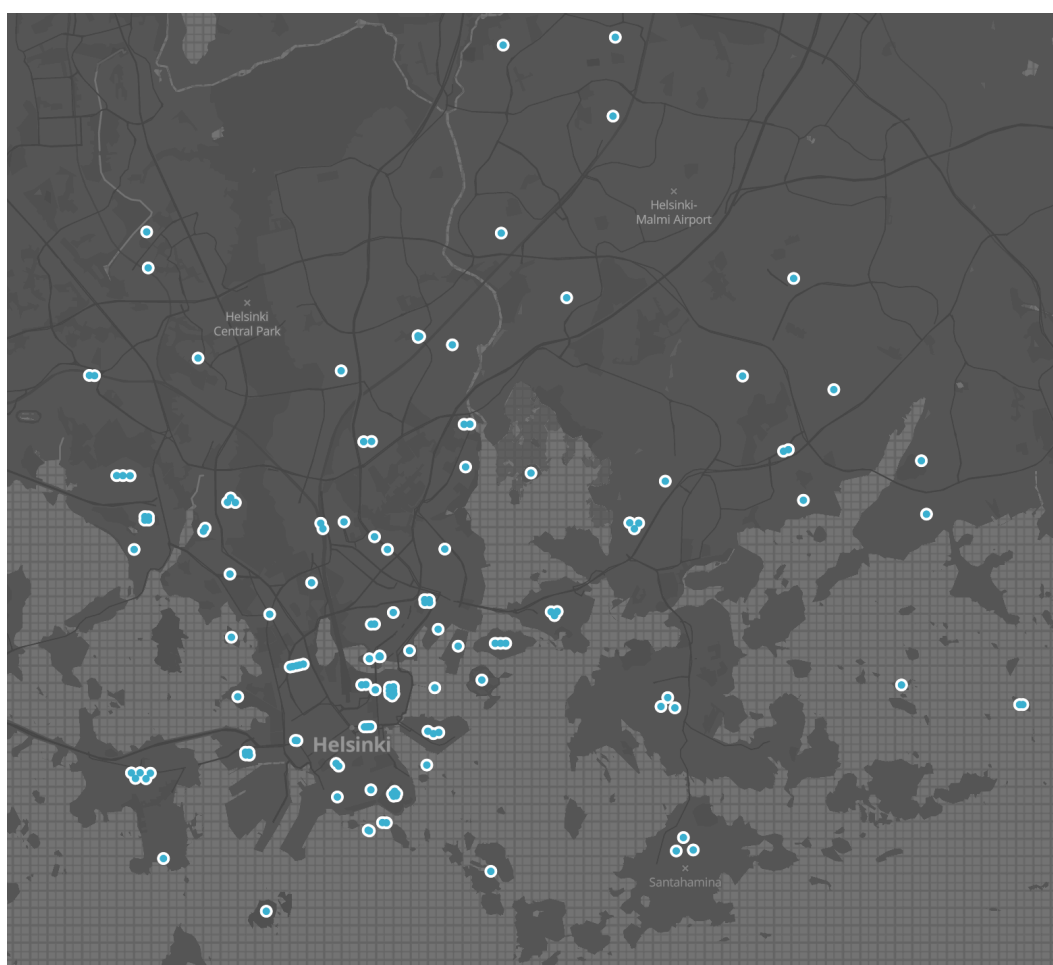 Helsinki-
Malmi Airport
Helsinki
Central Park
Helsinki
Santahamina